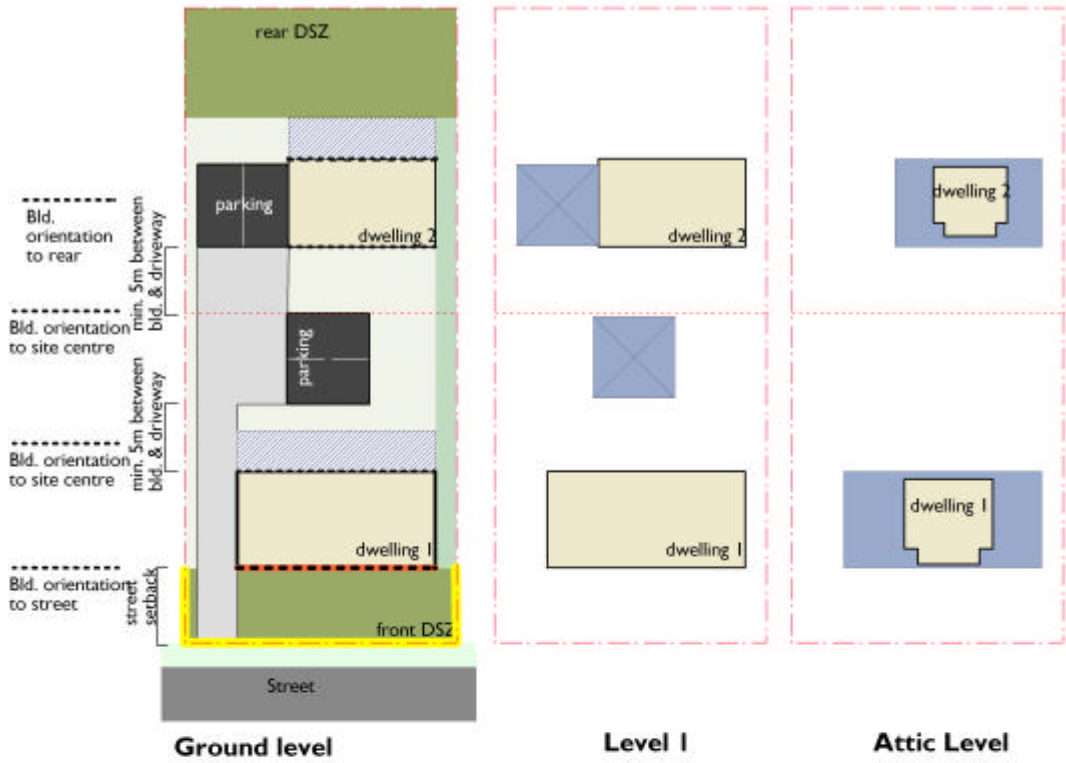 rear DSZ
parking
dwelling 2
Bld.
orientation
to rear
min. 5m between
bld. & driveway
Bld. orientation
to site centre
parking
min. 5m between
bld. & driveway
Bld. orientation
to site centre
dwelling 1
Bld. orientation
to street
street
setback
front DSZ
Street
Ground level
dwelling 2
dwelling 1
Level 1
dwelling 2
dwelling 1
Attic Level